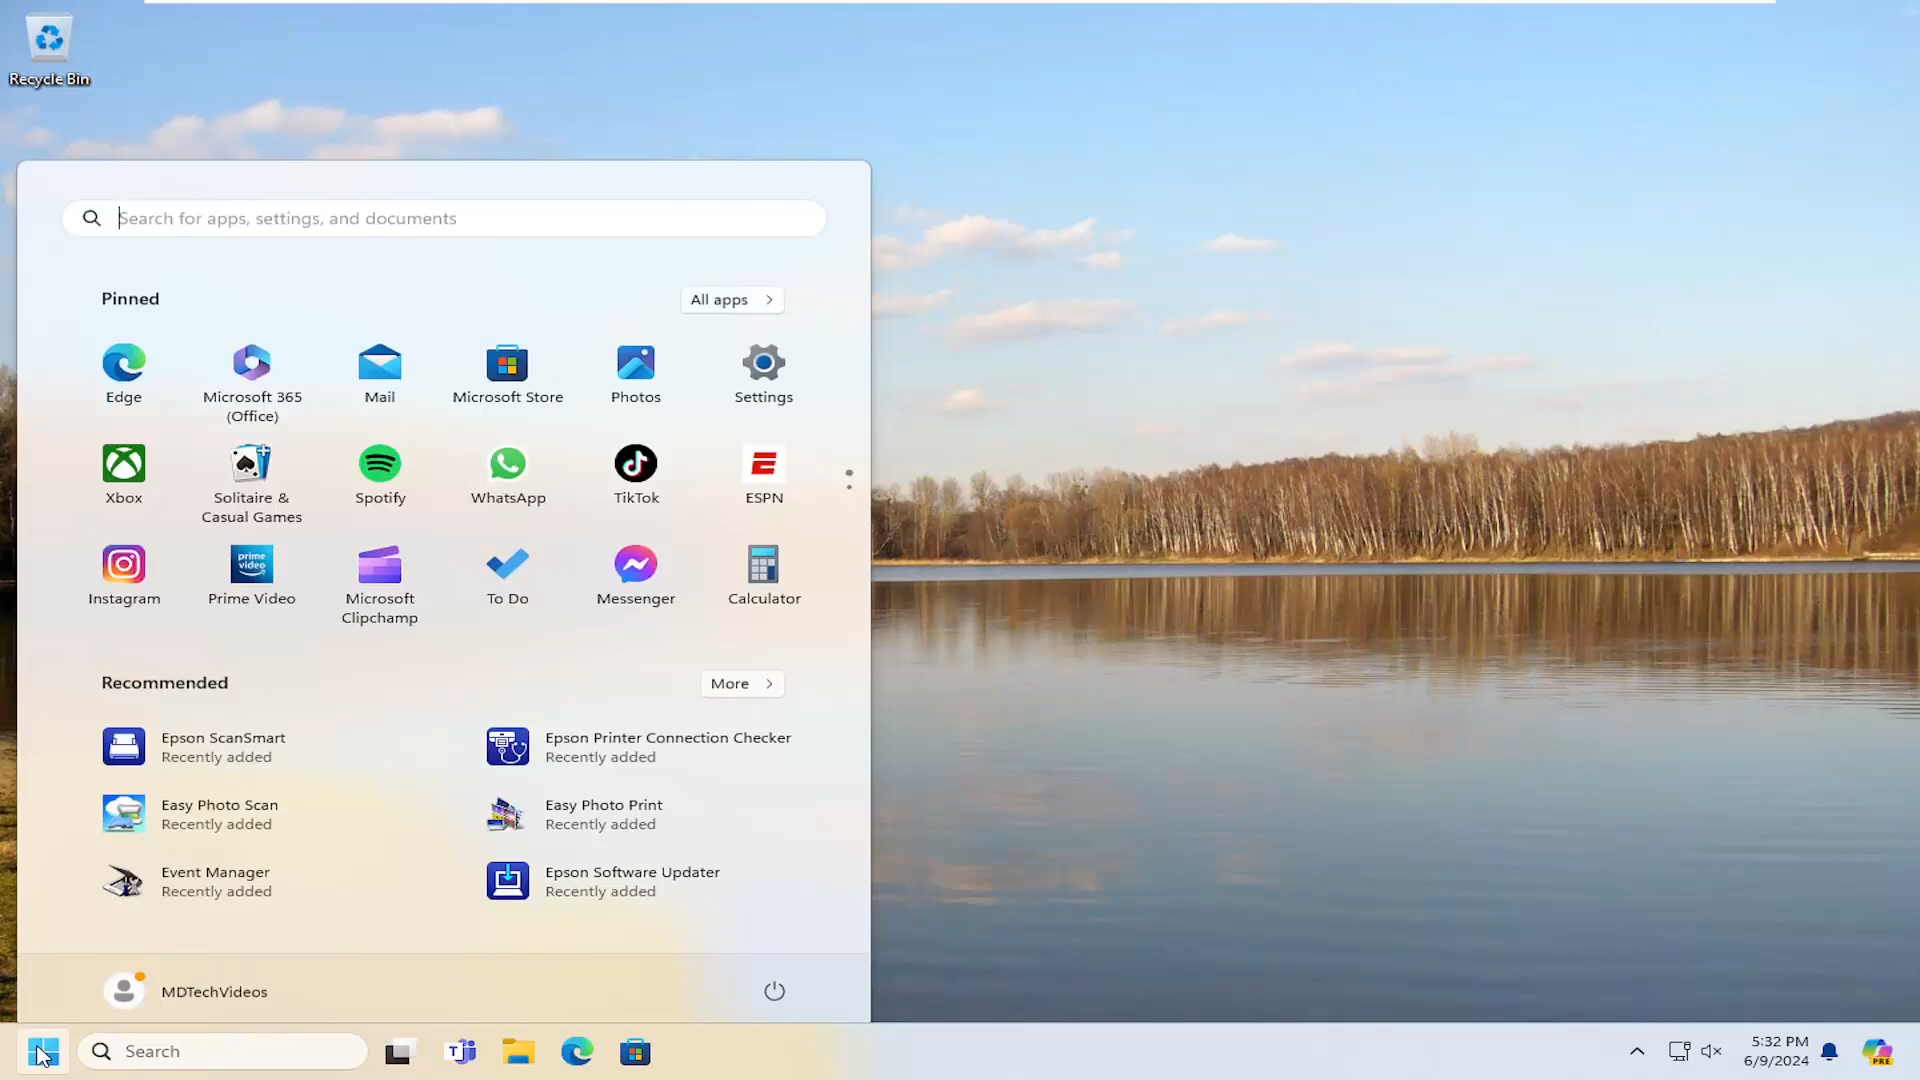 Recycle Bin
Search for apps, settings, and documents
Pinned
All apps
Edge
Microsoft 365
(Office)
Mail
Microsoft Store
Photos
Settings
Xbox
Solitaire &
Casual Games
Spotify
WhatsApp
TikTok
ESPN
prime
video
Instagram
Prime Video
Microsoft
Clipchamp
To Do
Messenger
Calculator
Recommended
More
Epson ScanSmart
Recently added
Epson Printer Connection Checker
Recently added
Easy Photo Scan
Recently added
Easy Photo Print
Recently added
Event Manager
Recently added
Epson Software Updater
Recently added
MDTechVideos
Search
5:32 PM
6/9/2024
PRE